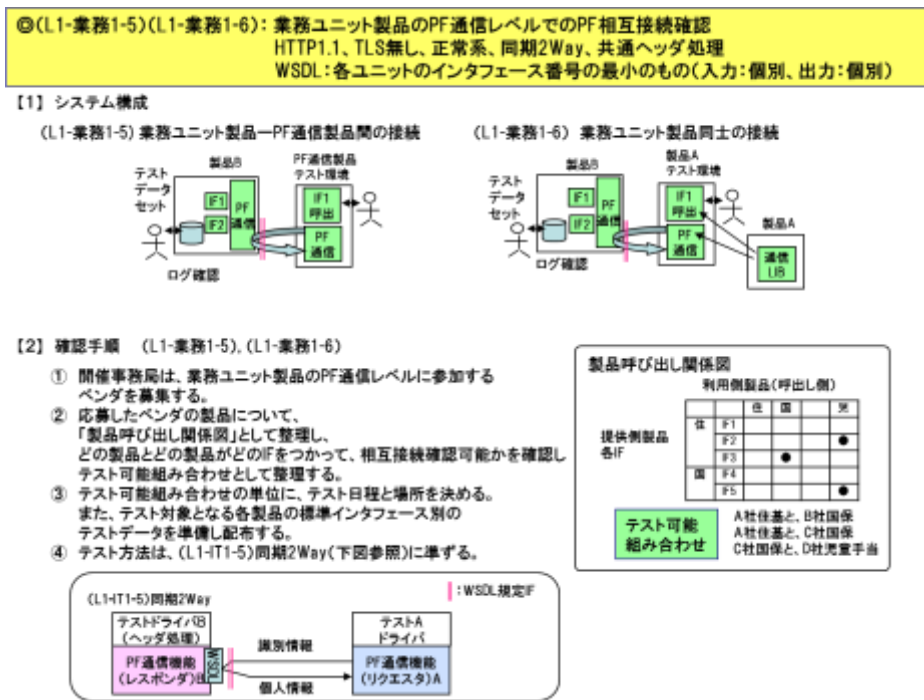 ◎(L1-業務1-5)(L1-業務1-6): 業務ユニット製品のPF通信レベルでのPF相互接続確認
HTTP1.1、TLS無し、正常系、同期2Way、共通ヘッダ処理
WSDL:各ユニットのインタフェース番号の最小のもの(入力:個別、出力:個別)
【1】 システム構成
(L1-業務1-5) 業務ユニット製品ーPF通信製品間の接続
製品B
PF通信製品
テスト環境
テスト
データ
セット
IF1
IF2
PF
通信
IF1
呼出
PF
通信
ログ確認
(L1-業務1-6) 業務ユニット製品同士の接続
製品B
製品A
テスト環境
テスト
データ
セット
IF1
IF2
PF
通信
IF1
呼出
PF
通信
製品A
通信
LIB
ログ確認
【2】 確認手順 (L1-業務1-5),(L1-業務1-6)
① 開催事務局は、業務ユニット製品のPF通信レベルに参加する
ベンダを募集する。
② 応募したベンダの製品について、
「製品呼び出し関係図」として整理し、
どの製品とどの製品がどのIFをつかって、相互接続確認可能かを確認し
テスト可能組み合わせとして整理する。
③ テスト可能組み合わせの単位に、テスト日程と場所を決める。
また、テスト対象となる各製品の標準インタフェース別の
テストデータを準備し配布する。
④ テスト方法は、(L1-IT1-5)同期2Way(下図参照)に準ずる。
製品呼び出し関係図
利用側製品(呼出し側)
提供側製品
各IF
住 国 児
住 IF1
IF2 ●
IF3 ●
国 IF4
IF5 ●
テスト可能
組み合わせ
A社住基と、B社国保
A社住基と、C社国保
C社国保と、D社児童手当
(L1-IT1-5)同期2Way
:WSDL規定IF
テストドライバB
(ヘッダ処理)
PF通信機能
(レスポンダ)B
WSDL
識別情報
個人情報
テストA
ドライバ
PF通信機能
(リクエスタ)A